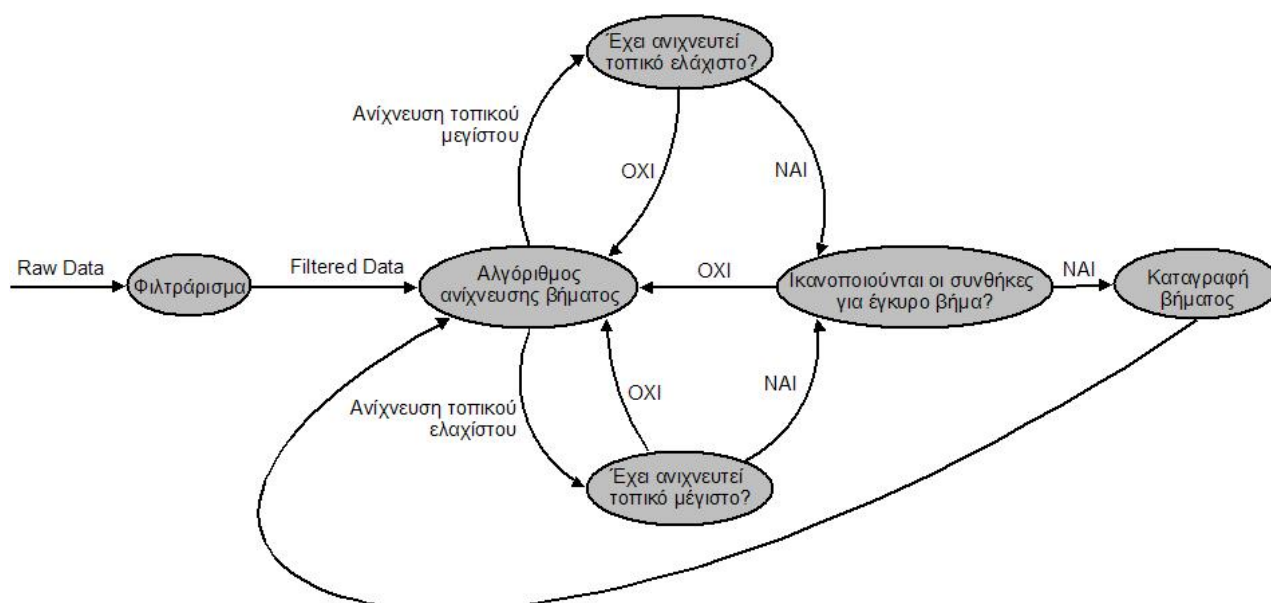 Έχει ανιχνευτεί
τοπικό ελάχιστο?
Ανίχνευση τοπικού
μεγίστου
ΟΧΙ
ΝΑΙ
Raw Data
Φιλτράρισμα
Filtered Data
Αλγόριθμος
ανίχνευσης βήματος
ΟΧΙ
Ικανοποιούνται οι συνθήκες
για έγκυρο βήμα?
ΝΑΙ
Καταγραφή
βήματος
Ανίχνευση τοπικού
ελαχίστου
ΟΧΙ
ΝΑΙ
Έχει ανιχνευτεί
τοπικό μέγιστο?